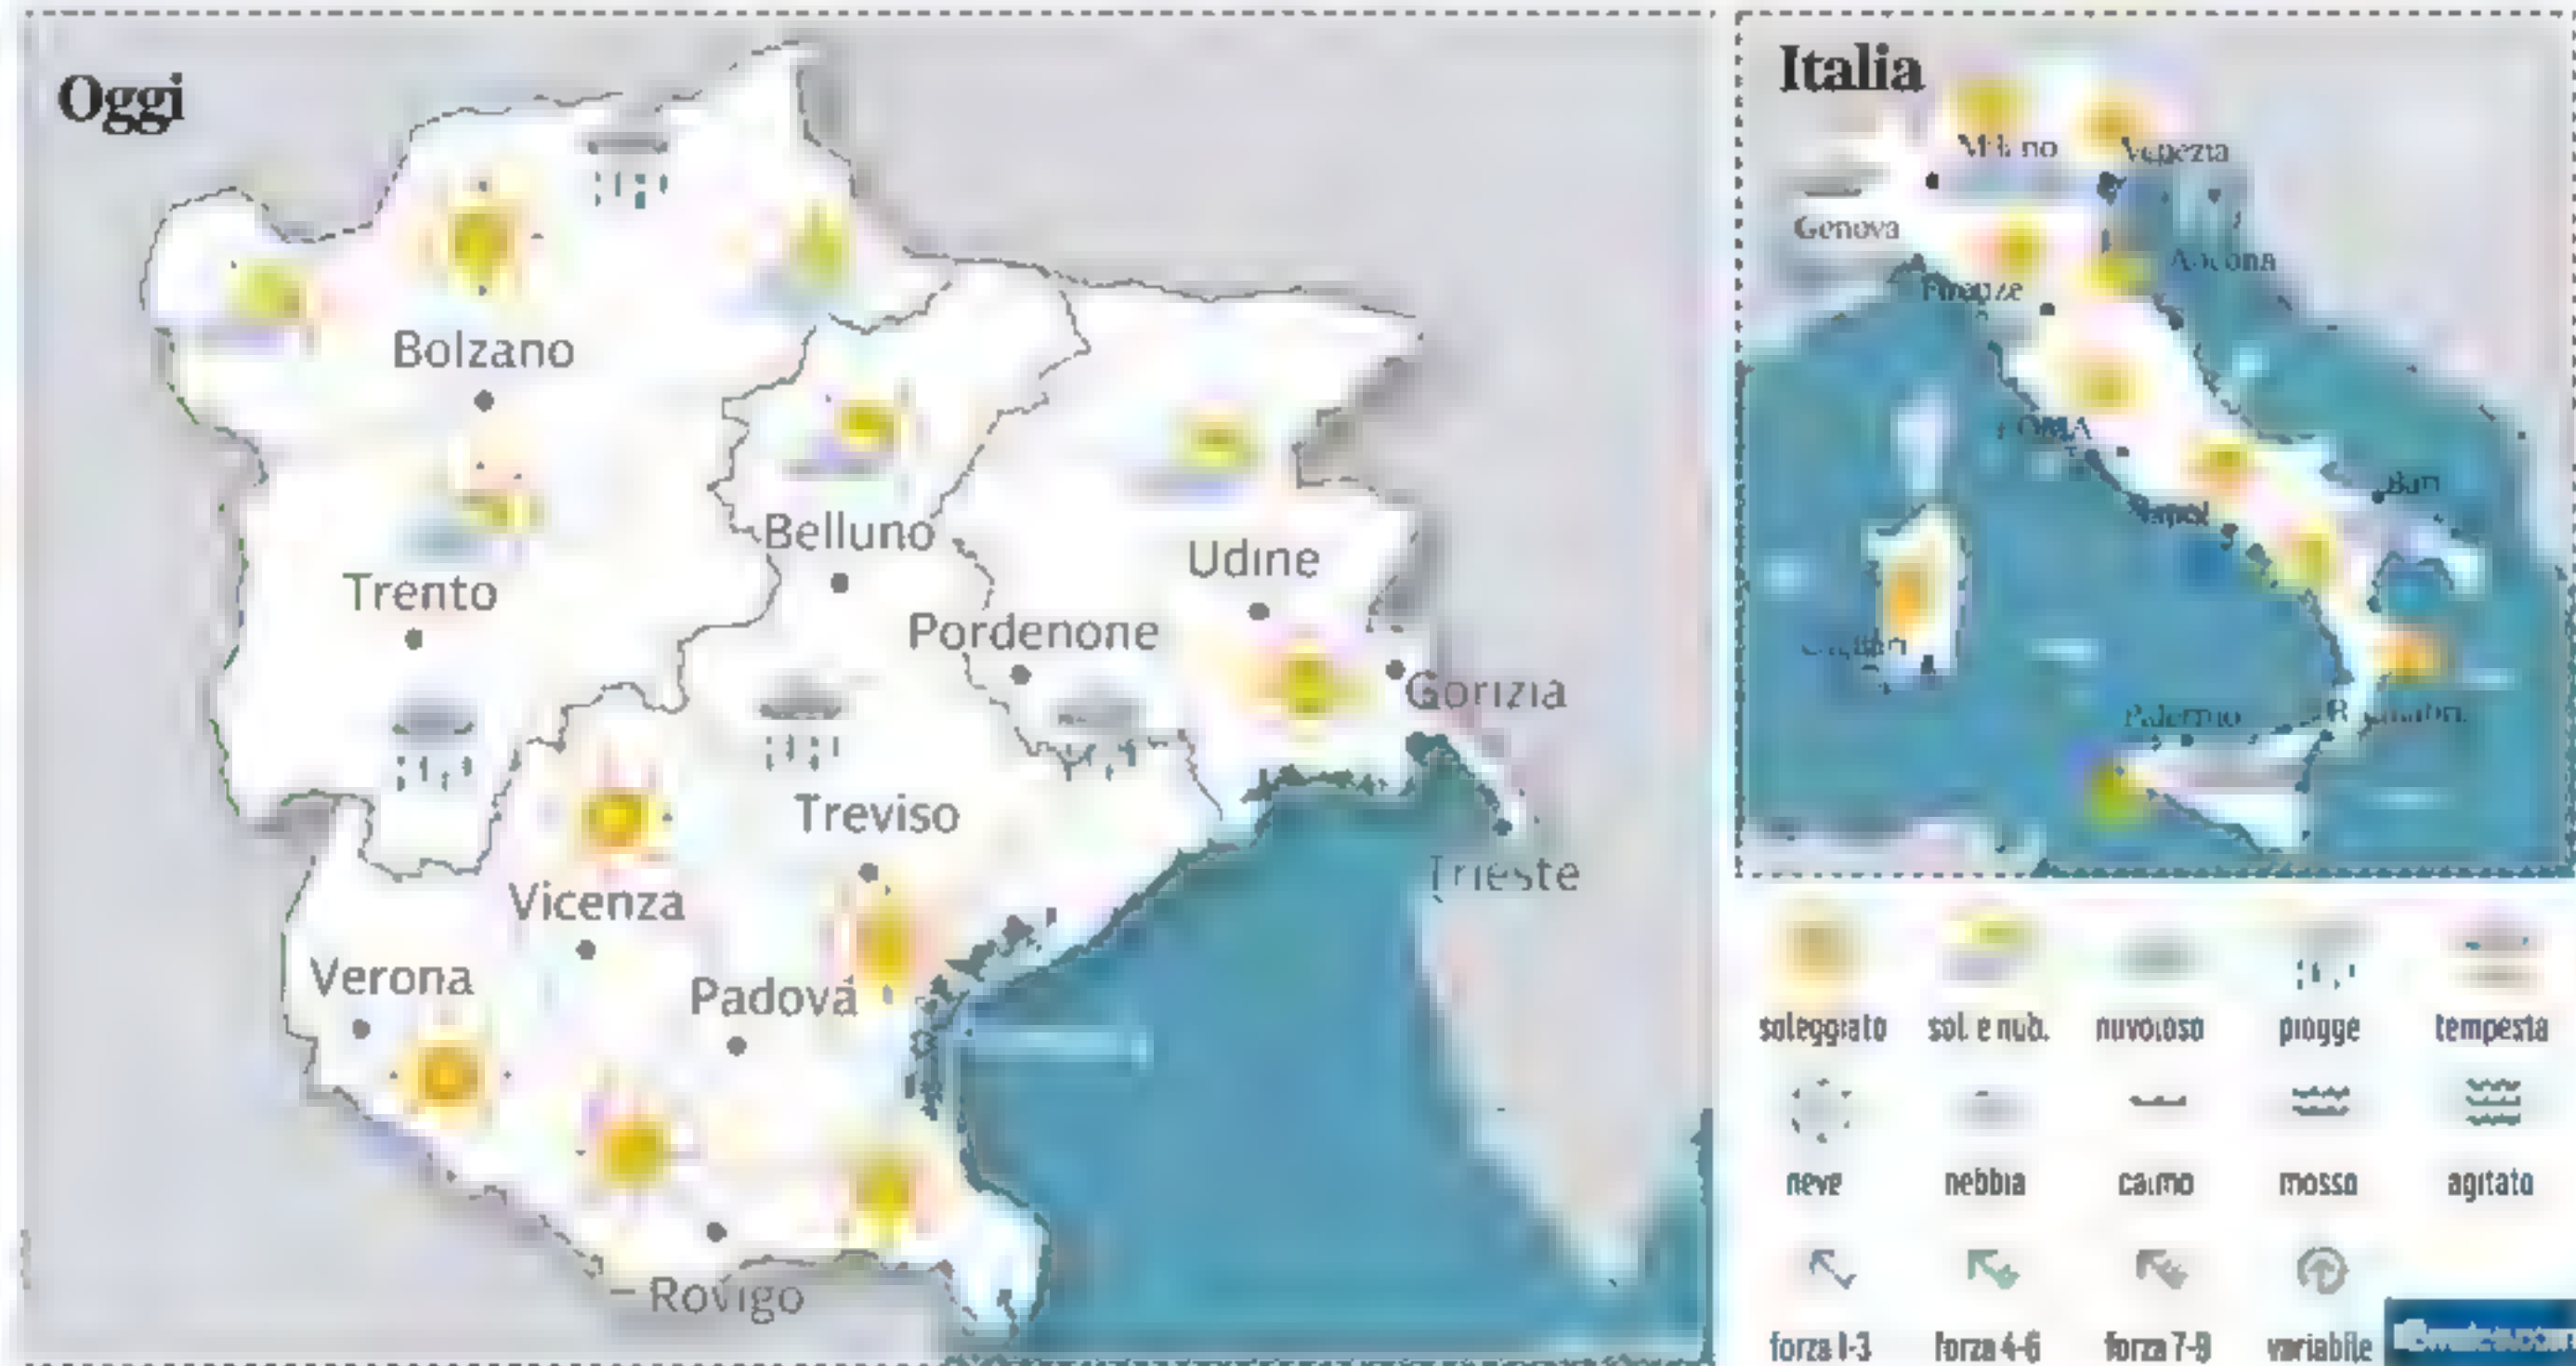 Oggi
Bolzano
Trento
Belluno
Udine
Pordenone
Gorizia
Treviso
Trieste
Vicenza
Verona
Padova
Rovigo
Italia
Milano
Venezia
Genova
Ancona
Firenze
Bari
Palermo
soleggiato
sol. e nub.
nuvoloso
piogge
tempesta
neve
nebbia
calmo
mosso
agitato
forza 1-3
forza 4-6
forza 7-9
variabile